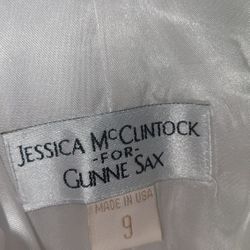 JESSICA MCCLINTOCK
-FOR-
GUNNE SAX
MADE IN USA
9